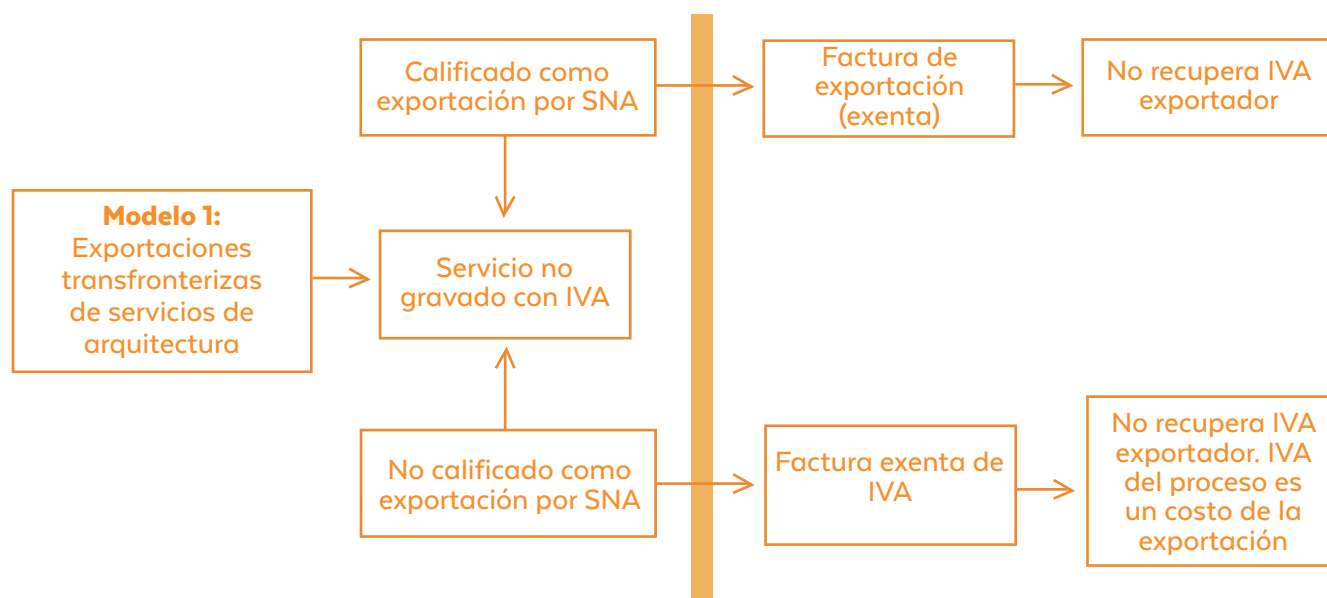 Calificado como
exportación por SNA
Factura de
exportación
(exenta)
No recupera IVA
exportador
Modelo 1:
Exportaciones
transfronterizas
de servicios de
arquitectura
Servicio no
gravado con IVA
No calificado como
exportación por SNA
Factura exenta de
IVA
No recupera IVA
exportador. IVA
del proceso es
un costo de la
exportación